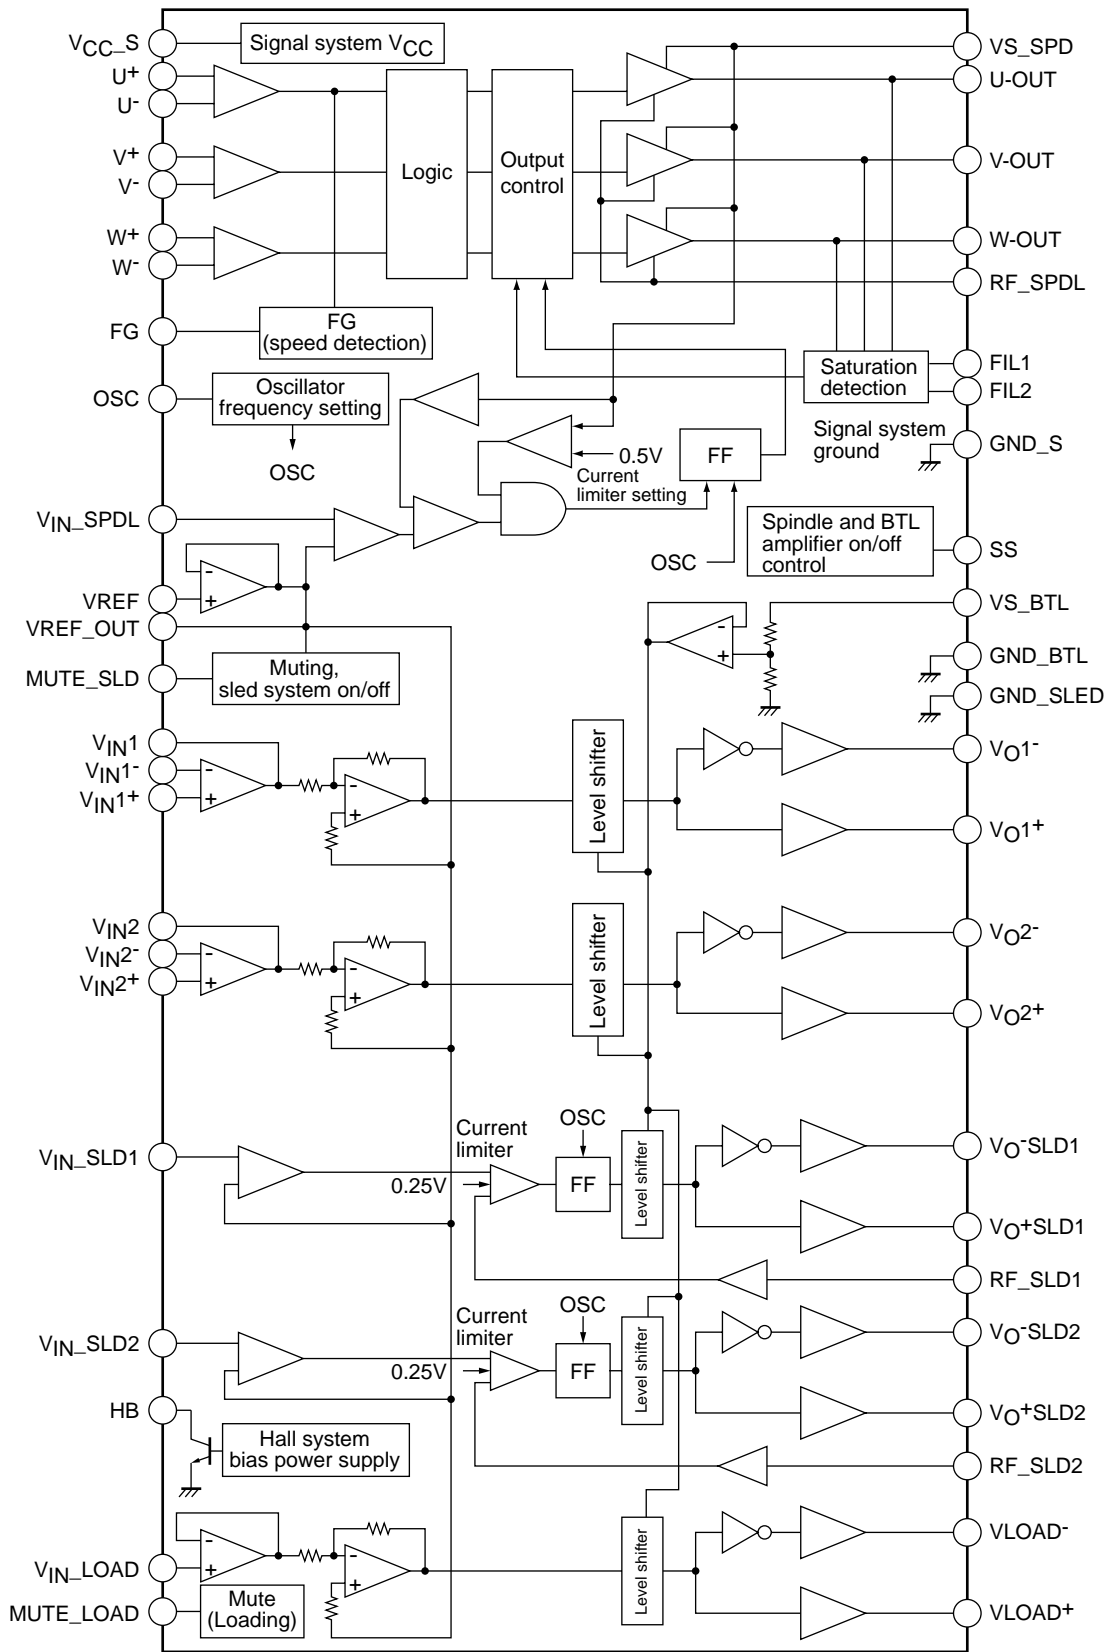 VCC_S
Signal system VCC
VS_SPD
U+
U-OUT
U-
V+
Logic
Output
control
V-OUT
V-
W+
W-OUT
W-
RF_SPDL
FG
FG
(speed detection)
Saturation
detection
FIL1
FIL2
OSC
Oscillator
frequency setting
OSC
Signal system
ground
GND_S
0.5V
Current
limiter setting
FF
VIN_SPDL
OSC
Spindle and BTL
amplifier on/off
control
SS
-
+
VREF
VS_BTL
VREF_OUT
-
+
MUTE_SLD
Muting,
sled system on/off
GND_BTL
GND_SLED
VIN1
VIN1-
VIN1+
-
+
-
+
Level shifter
VO1-
VO1+
VIN2
VIN2-
VIN2+
-
+
-
+
Level shifter
VO2-
VO2+
VIN_SLD1
Current
limiter
0.25V
OSC
FF
Level shifter
VO-SLD1
VO+SLD1
RF_SLD1
VIN_SLD2
Current
limiter
0.25V
OSC
FF
Level shifter
VO-SLD2
VO+SLD2
HB
Hall system
bias power supply
RF_SLD2
-
+
-
+
Level shifter
VLOAD-
VIN_LOAD
MUTE_LOAD
Mute
(Loading)
VLOAD+